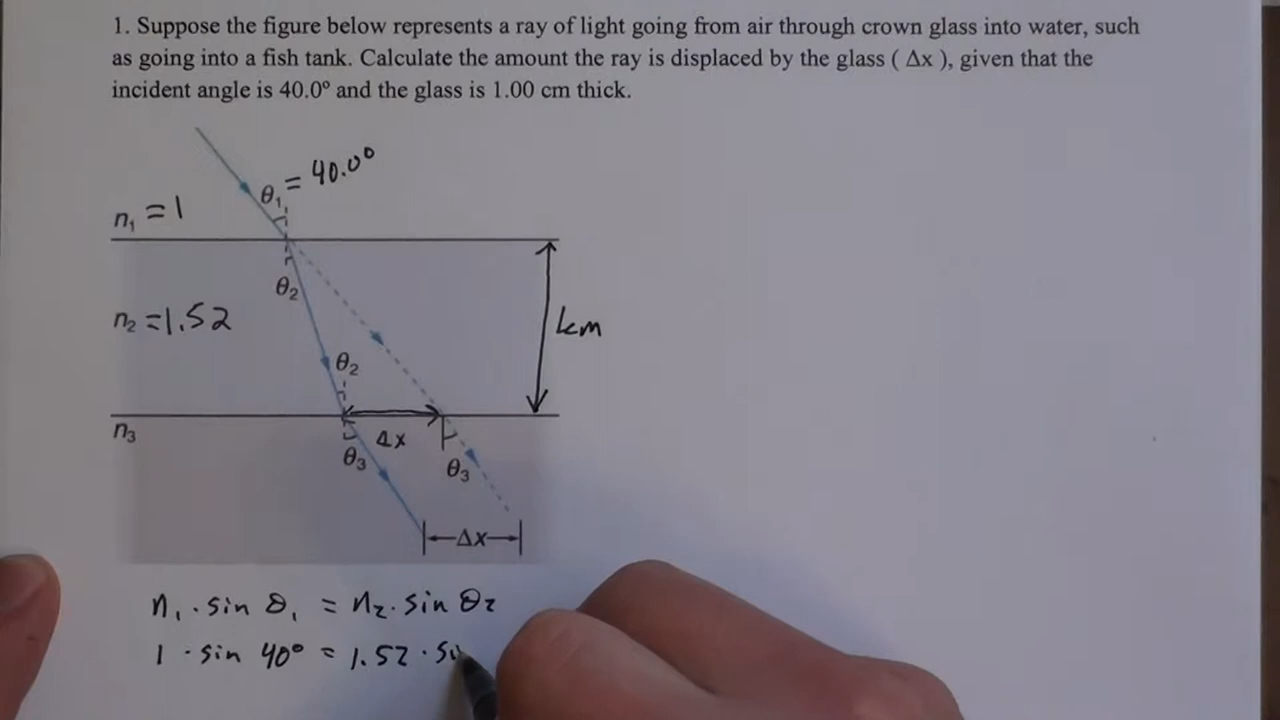 1. Suppose the figure below represents a ray of light going from air through crown glass into water, such
as going into a fish tank. Calculate the amount the ray is displaced by the glass ( Δx ), given that the
incident angle is 40.0º and the glass is 1.00 cm thick.
θ₁ = 40.0°
n₁ = 1
θ₂
n₂ = 1.52
1cm
θ₂
n₃
Δx
θ₃
θ₃
Δx
n₁ · sin θ₁ = n₂ · sin θ₂
1 · sin 40° = 1.52 · si